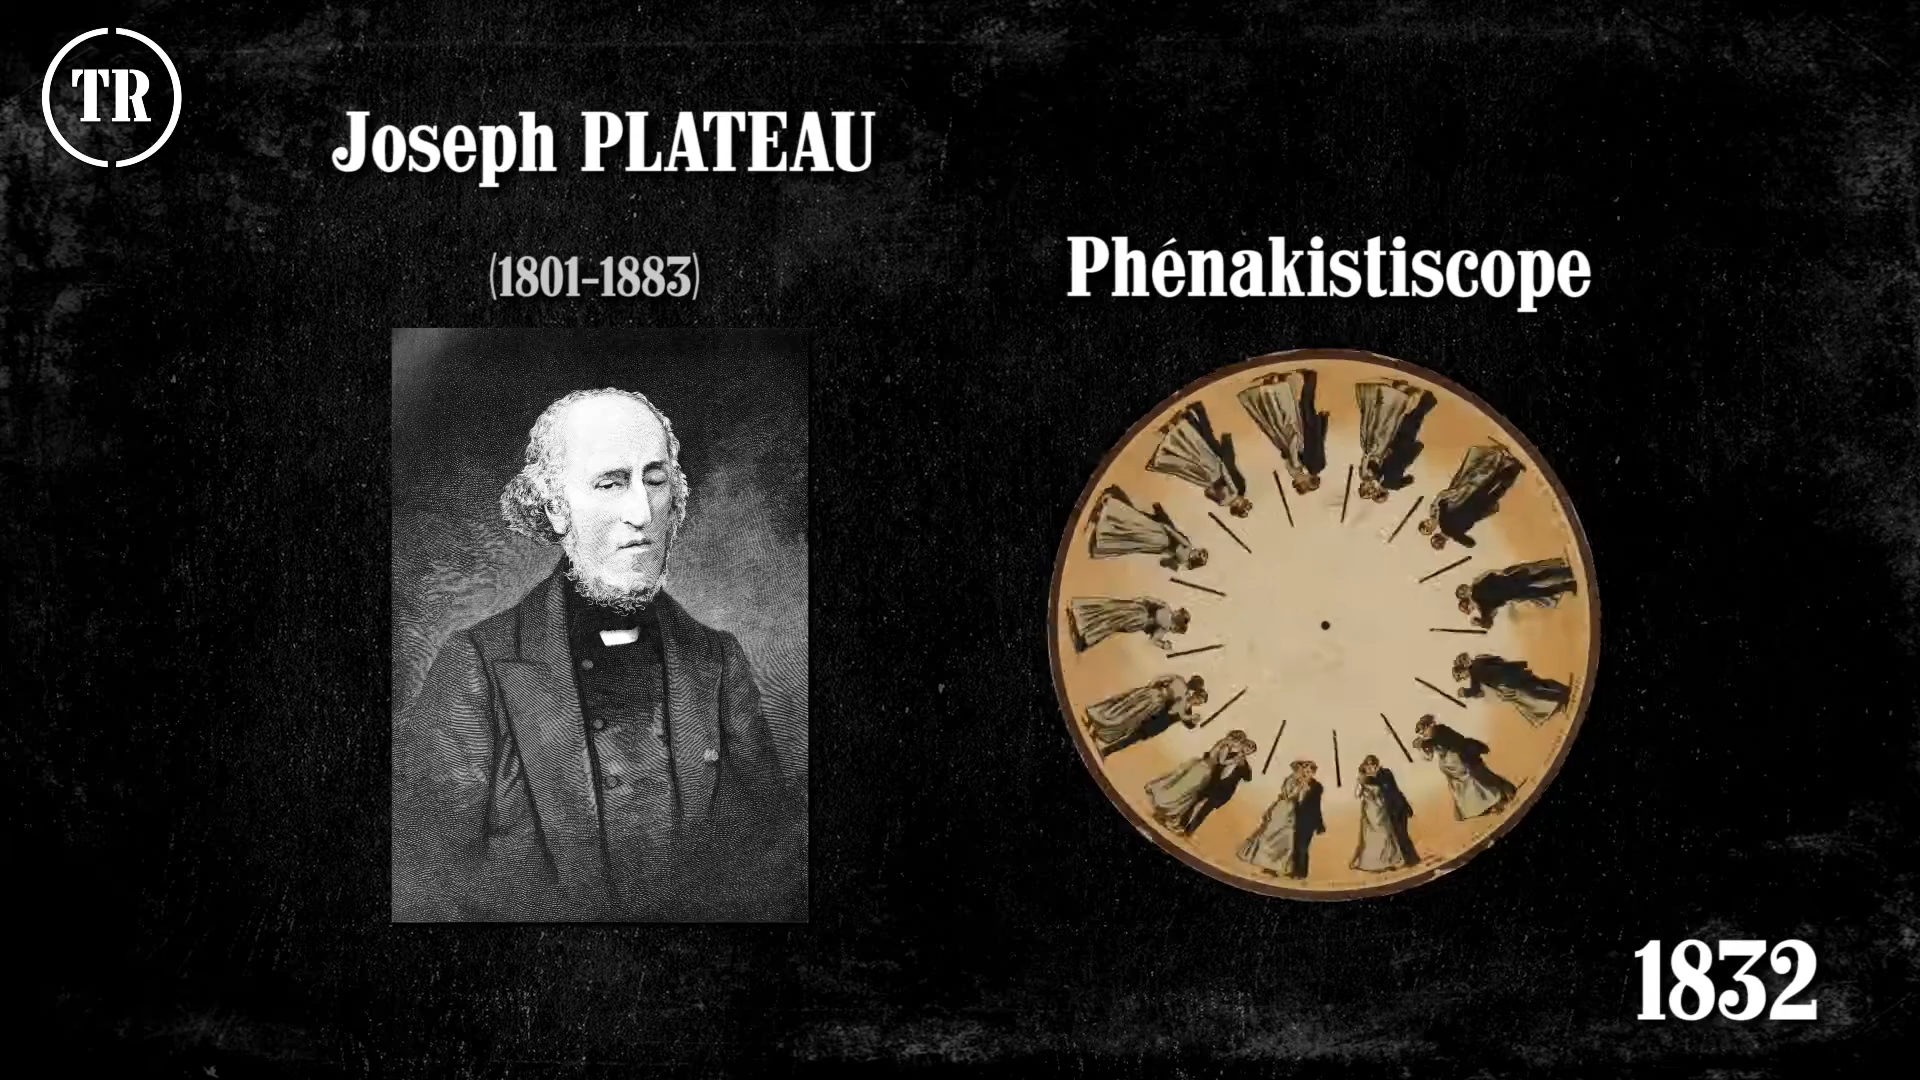 TR
Joseph PLATEAU
(1801-1883)
Phénakistiscope
1832